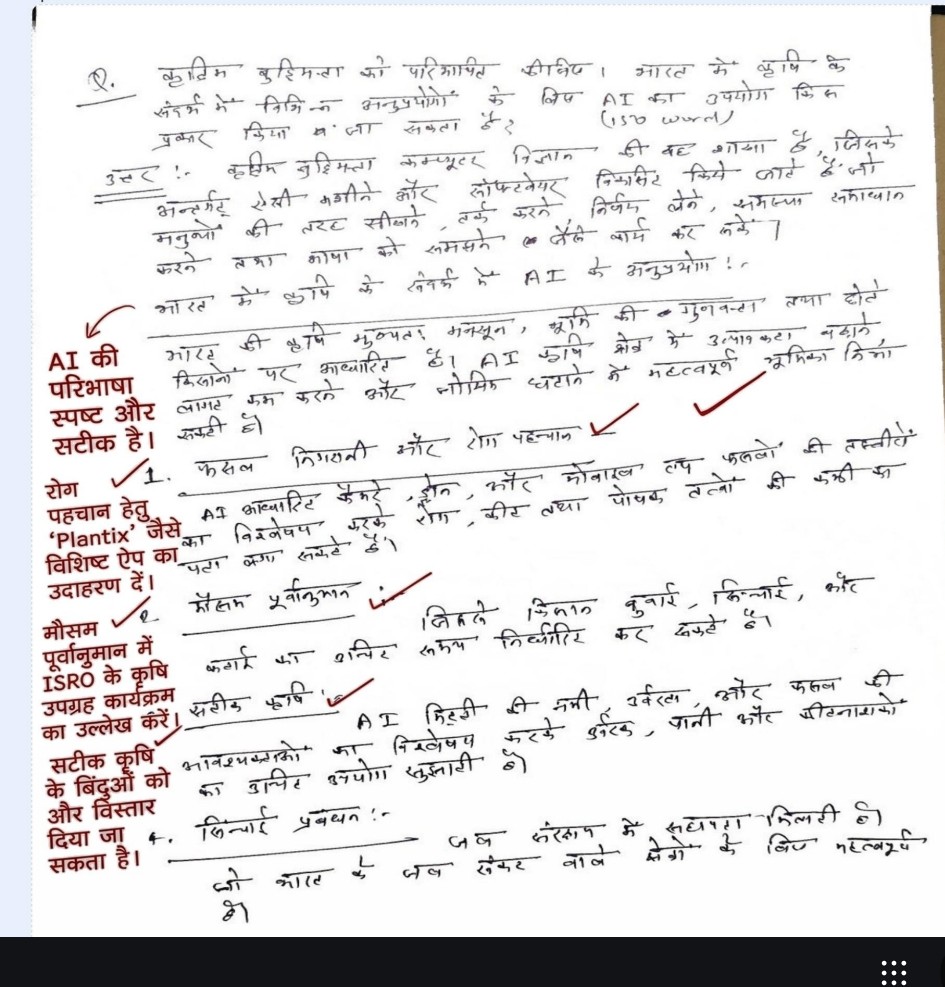 Q. कृत्रिम बुद्धिमत्ता को परिभाषित कीजिए। भारत में कृषि के
संदर्भ में विभिन्न अनुप्रयोगों के लिए AI का उपयोग किस
प्रकार किया जा सकता है? (150 word)
उत्तर :- कृत्रिम बुद्धिमता कम्प्यूटर विज्ञान की वह शाखा है, जिसके
अन्तर्गत ऐसी मशीने और सॉफ्टवेयर विकसित किये जाते हैं जो
मनुष्यों की तरह सीखने, तर्क करने, निर्णय लेने, समस्या समाधान
करने तथा भाषा को समझने जैसे कार्य कर सकें।
भारत में कृषि के संदर्भ में AI के अनुप्रयोग :-
भारत की कृषि मुख्यतः मनसून, भूमि की गुणवत्ता तथा छोटे
किसानों पर आधारित है। AI कृषि क्षेत्र में उत्पादकता बढाने,
लागत कम करने और जोखिम घटाने में महत्वपूर्ण भूमिका निभा
सकती है।
AI की
परिभाषा
स्पष्ट और
सटीक है।
1. फसल निगरानी और रोग पहचान
AI आधारित कैमरे, ड्रोन, और मोबाइल एप फसलों की तस्वीरों
का विश्लेषण करके रोग, कीट तथा पोषक तत्वों की कमी का
पता लगा सकते है।
रोग
पहचान हेतु
‘Plantix’ जैसे
विशिष्ट ऐप का
उदाहरण दें।
2 मौसम पूर्वानुमान :-
जिससे किसान बुवाई, सिन्चाई, और
कटाई का उचित समय निर्धारित कर सकते है।
मौसम
पूर्वानुमान में
ISRO के कृषि
उपग्रह कार्यक्रम
का उल्लेख करें।
सटीक कृषि :-
AI मिट्टी की नमी, उर्वरता, और फसल की
आवश्यकताओं का विश्लेषण करके उर्वरक, पानी और कीटनाशकों
का उचित उपयोग सुझाती है।
सटीक कृषि
के बिंदुओं को
और विस्तार
दिया जा
सकता है।
4. सिन्चाई प्रबंधन :-
जल संरक्षण में सहायता मिलती है।
जो भारत के जल संकट वाले क्षेत्रों के लिए महत्वपूर्ण
है।